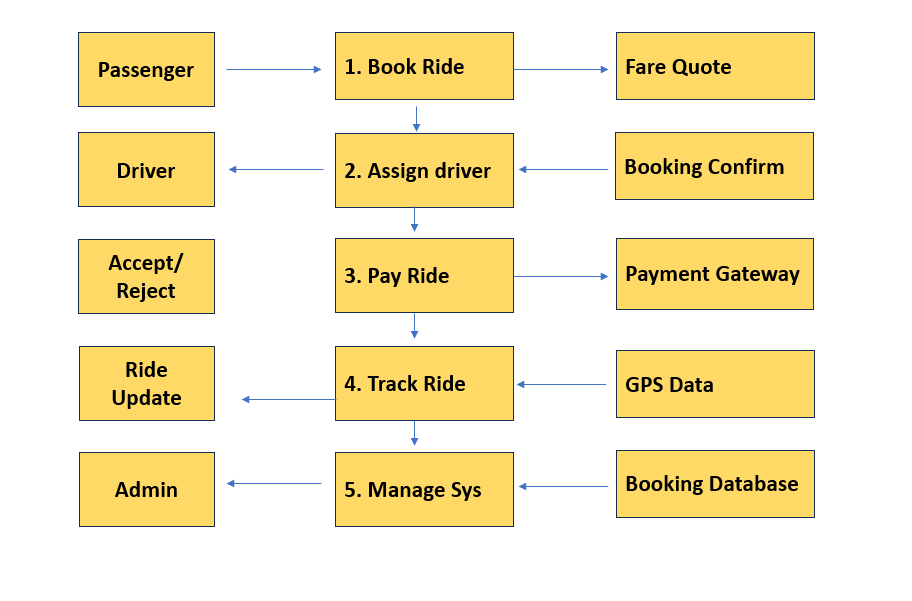 Passenger
1. Book Ride
Fare Quote
Driver
2. Assign driver
Booking Confirm
Accept/
Reject
3. Pay Ride
Payment Gateway
Ride
Update
4. Track Ride
GPS Data
Admin
5. Manage Sys
Booking Database